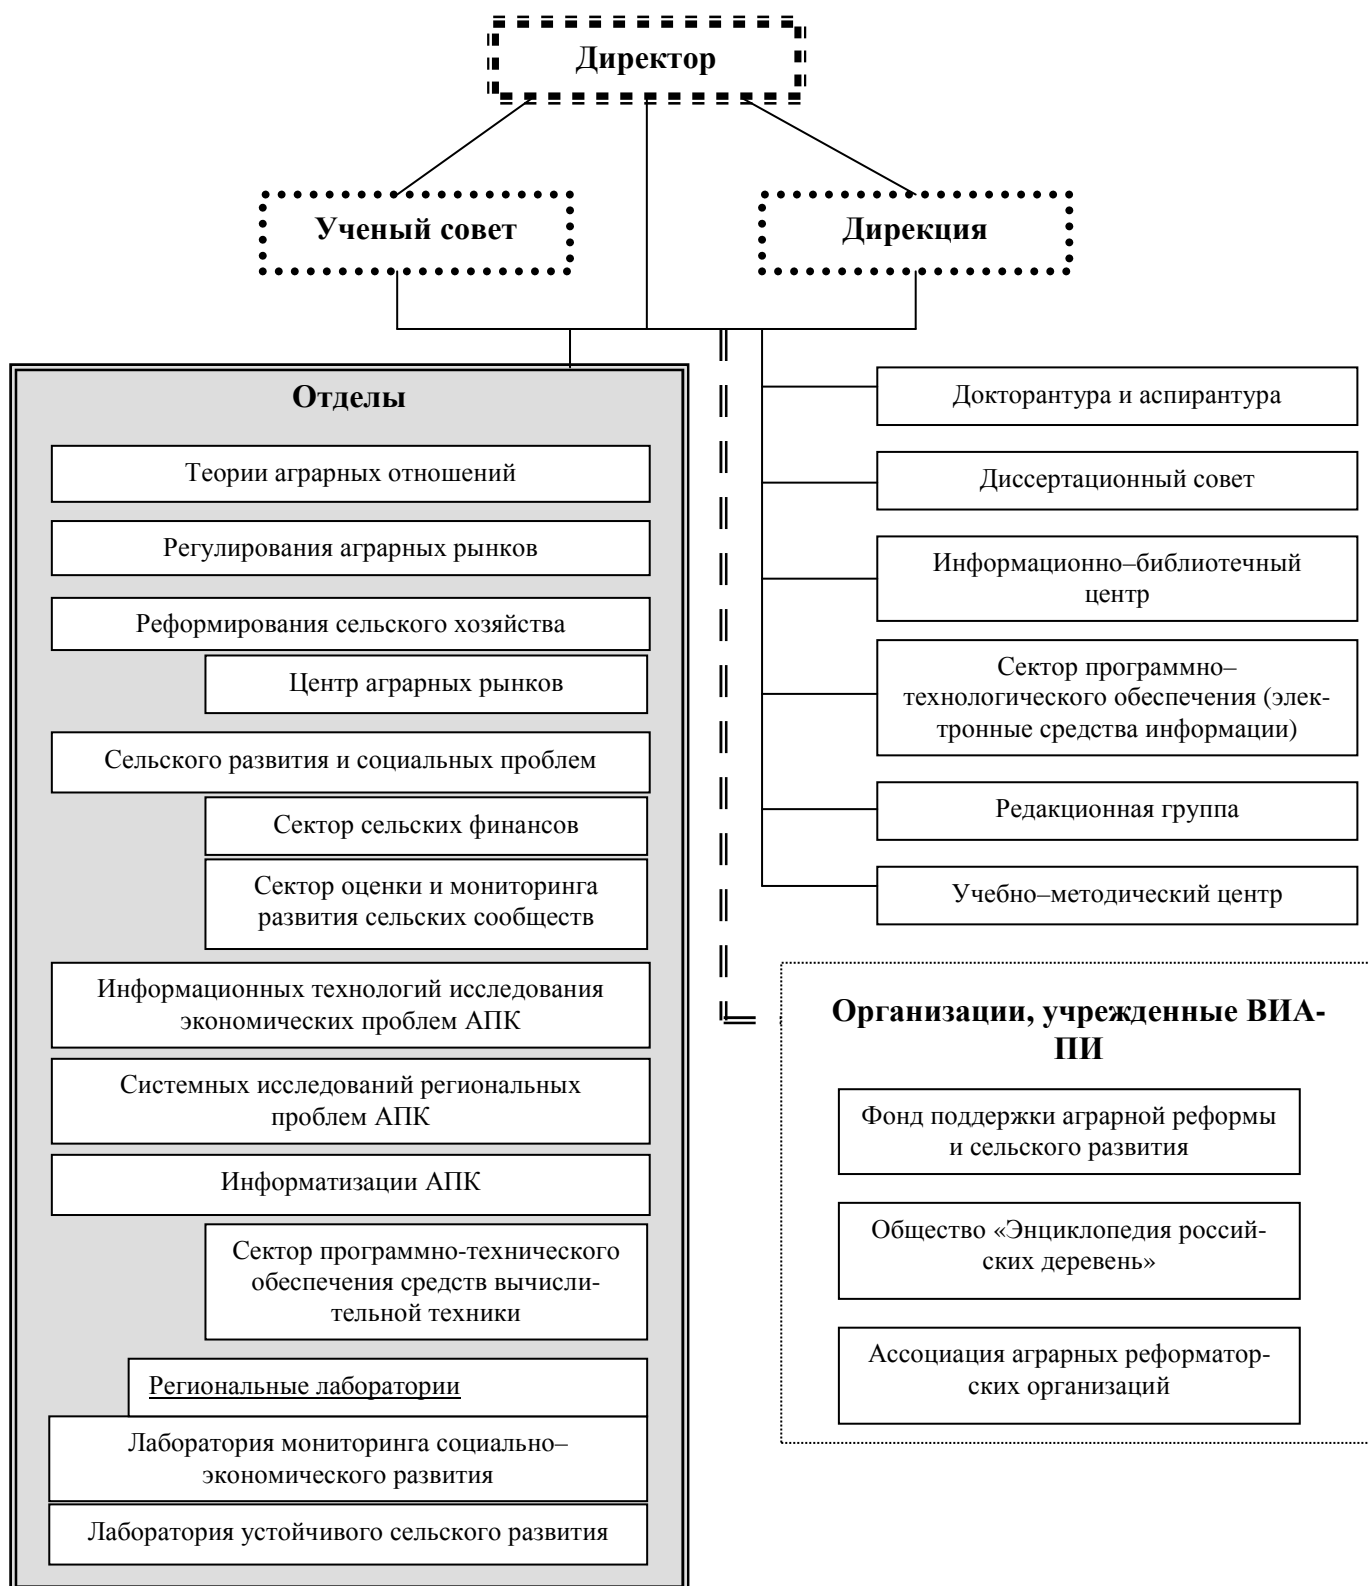 Директор
Ученый совет
Дирекция
Отделы
Теории аграрных отношений
Регулирования аграрных рынков
Реформирования сельского хозяйства
Центр аграрных рынков
Сельского развития и социальных проблем
Сектор сельских финансов
Сектор оценки и мониторинга
развития сельских сообществ
Информационных технологий исследования
экономических проблем АПК
Системных исследований региональных
проблем АПК
Информатизации АПК
Сектор программно-технического
обеспечения средств вычисли-
тельной техники
Региональные лаборатории
Лаборатория мониторинга социально–
экономического развития
Лаборатория устойчивого сельского развития
Докторантура и аспирантура
Диссертационный совет
Информационно–библиотечный
центр
Сектор программно–
технологического обеспечения (элек-
тронные средства информации)
Редакционная группа
Учебно–методический центр
Организации, учрежденные ВИА-
ПИ
Фонд поддержки аграрной реформы
и сельского развития
Общество «Энциклопедия россий-
ских деревень»
Ассоциация аграрных реформатор-
ских организаций